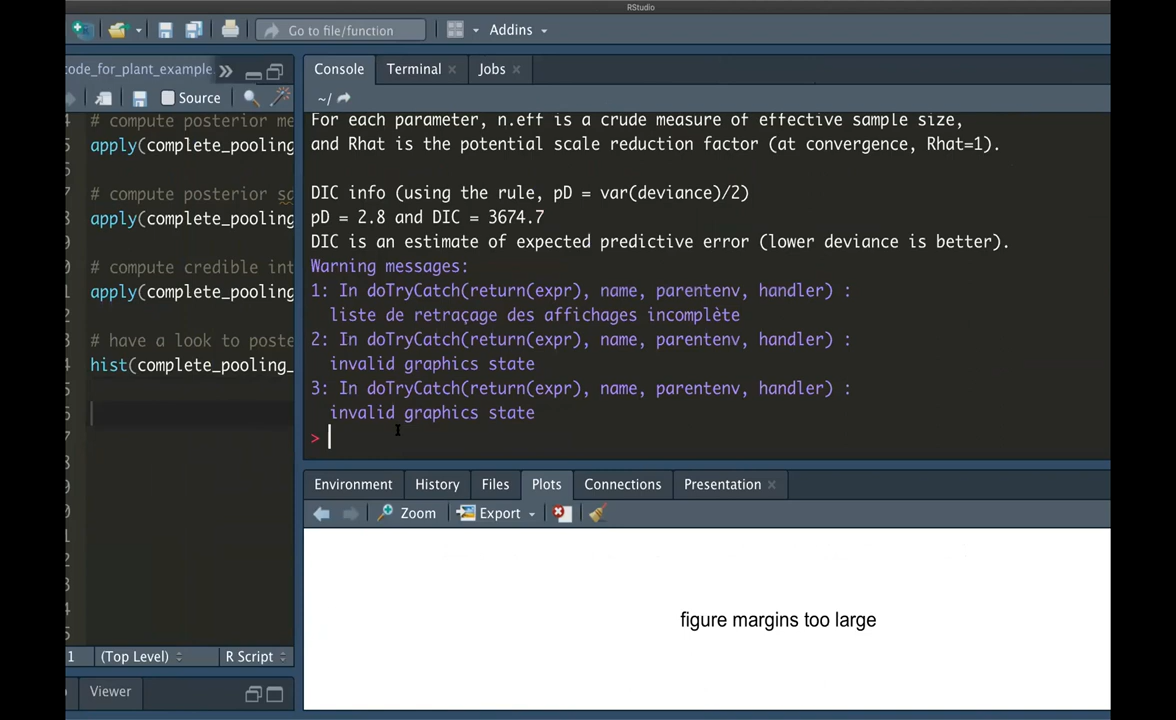 RStudio
Go to file/function
Addins
ode_for_plant_example
Source
# compute posterior me
apply(complete_pooling
# compute posterior sa
apply(complete_pooling
# compute credible int
apply(complete_pooling
# have a look to poste
hist(complete_pooling_
1 (Top Level) R Script
Viewer
Console Terminal Jobs
~/
For each parameter, n.eff is a crude measure of effective sample size,
and Rhat is the potential scale reduction factor (at convergence, Rhat=1).
DIC info (using the rule, pD = var(deviance)/2)
pD = 2.8 and DIC = 3674.7
DIC is an estimate of expected predictive error (lower deviance is better).
Warning messages:
1: In doTryCatch(return(expr), name, parentenv, handler) :
liste de retraçage des affichages incomplète
2: In doTryCatch(return(expr), name, parentenv, handler) :
invalid graphics state
3: In doTryCatch(return(expr), name, parentenv, handler) :
invalid graphics state
>
Environment History Files Plots Connections Presentation
Zoom Export
figure margins too large